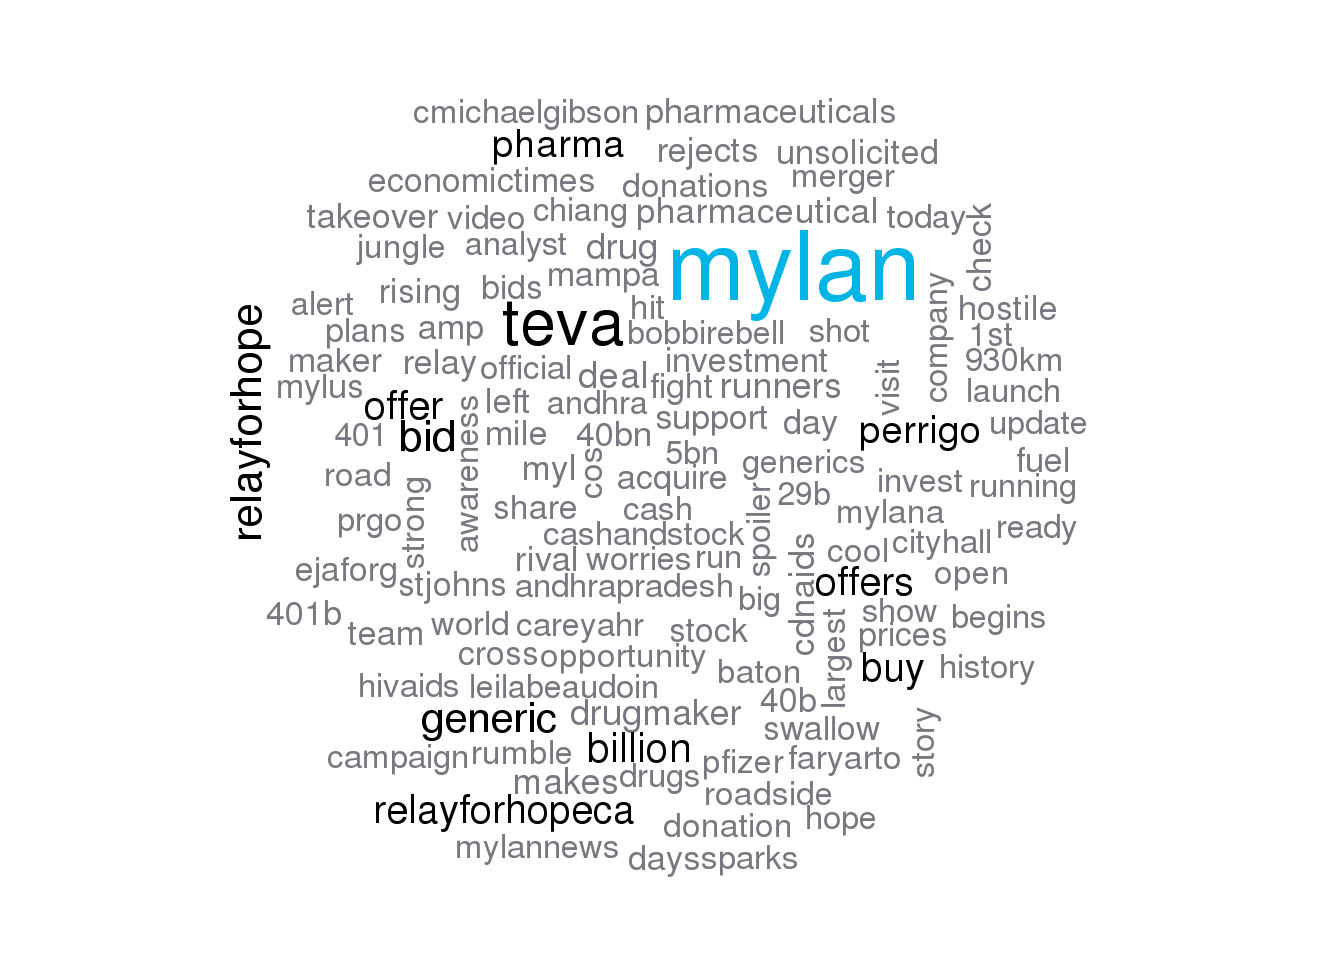 cmichaelgibson pharmaceuticals
pharma rejects unsolicited
economictimes donations merger
takeover video chiang pharmaceutical today
check
jungle analyst drug mylan
mampa
alert rising bids hit company hostile
relayforhope
plans amp teva bobbirebell shot 1st
maker relay official deal investment 930km
mylus fight runners visit launch
offer left andhra support day perrigo update
401 bid mile 40bn
awareness
road myl cos 5bn generics fuel
acquire 29b invest running
prgo strong share cash spoiler mylana
cashandstock cityhall ready
ejaforg rival worries run cool
stjohns andhrapradesh big cdnaids offers open
401b team world careyahr stock largest show begins
prices
cross opportunity baton buy history
hivaids leilabeaudoin 40b
generic drugmaker swallow story
campaign rumble billion pfizer faryarto
makes drugs roadside
relayforhopeca donation hope
mylannews days sparks